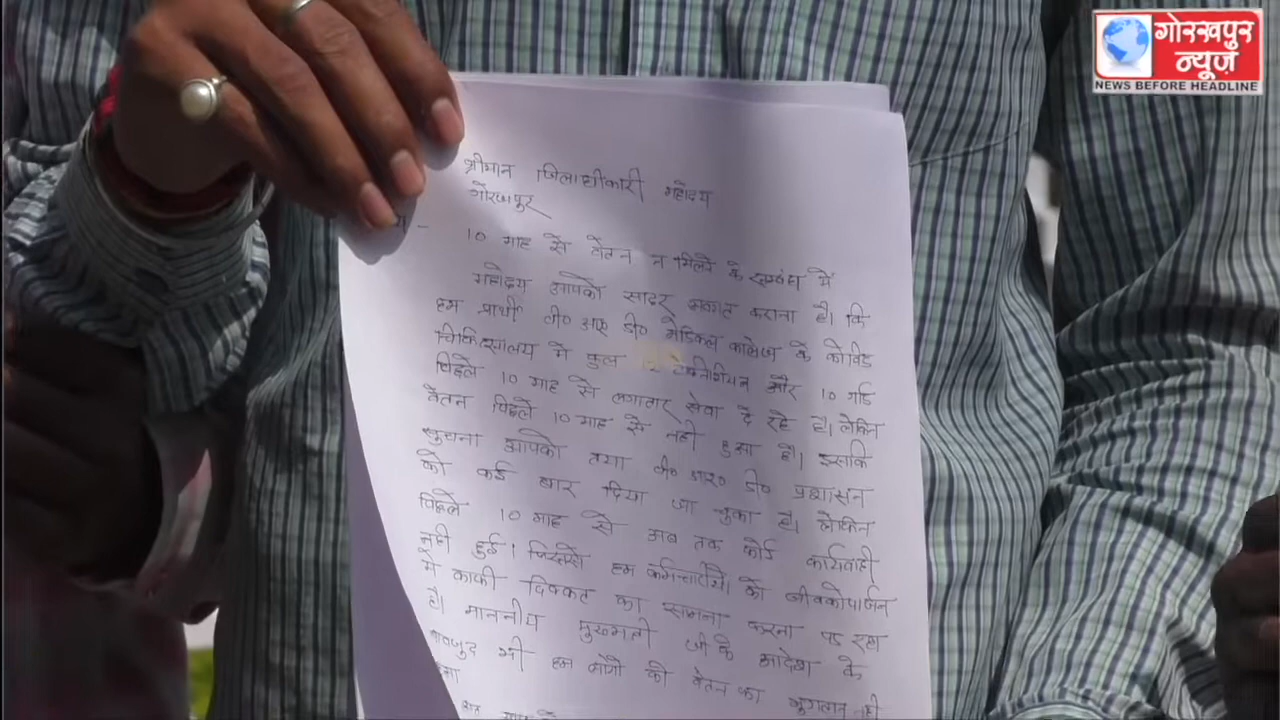 गोरखपुर
न्यूज़
NEWS BEFORE HEADLINE
श्रीमान जिलाधीकारी महोदय
गोरखपुर
10 माह से वेतन न मिलने के सम्बंध में
महोदय आपको सादर अवगत कराना है। कि
हम प्रार्थी बी० आर० डी० मेडिकल कालेज के कोविड
चिकित्सालय में कुल टेक्नीशियन और 10 गार्ड
पिछले 10 माह से लगातार सेवा दे रहे है। लेकिन
वेतन पिछले 10 माह से नही हुआ है। इसकि
सुचना आपको तथा बी० आर० डी० प्रशासन
को कई बार दिया जा चुका है। लेकिन
पिछले 10 माह से अब तक कोई कार्यवाही
नही हुई। जिससे हम कर्मचारीयो को जीवकोपार्जन
में काफी दिक्कत का सामना करना पड रहा
है। माननीय मुख्यमंत्री जी के आदेश के
बावजुद भी हम लोगो की वेतन का भुगतान नही